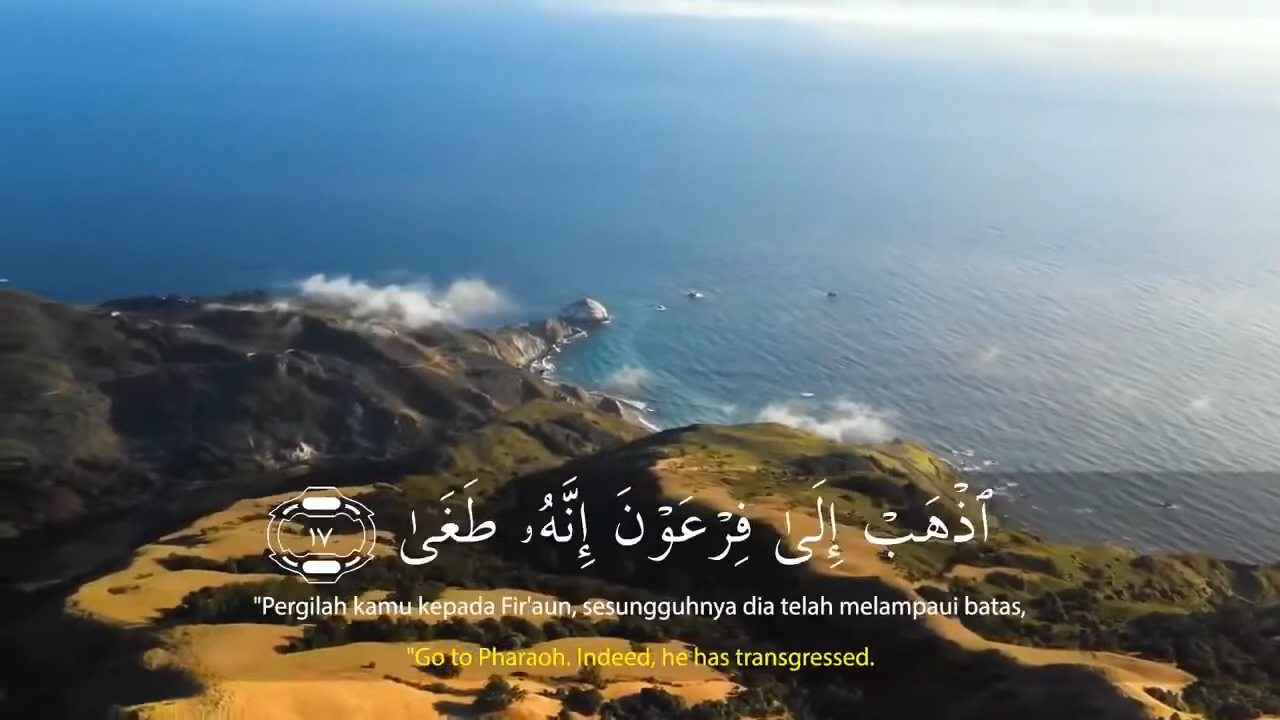 ٱذْهَبْ إِلَىٰ فِرْعَوْنَ إِنَّهُۥ طَغَىٰ ١٧
"Pergilah kamu kepada Fir'aun, sesungguhnya dia telah melampaui batas,
"Go to Pharaoh. Indeed, he has transgressed.